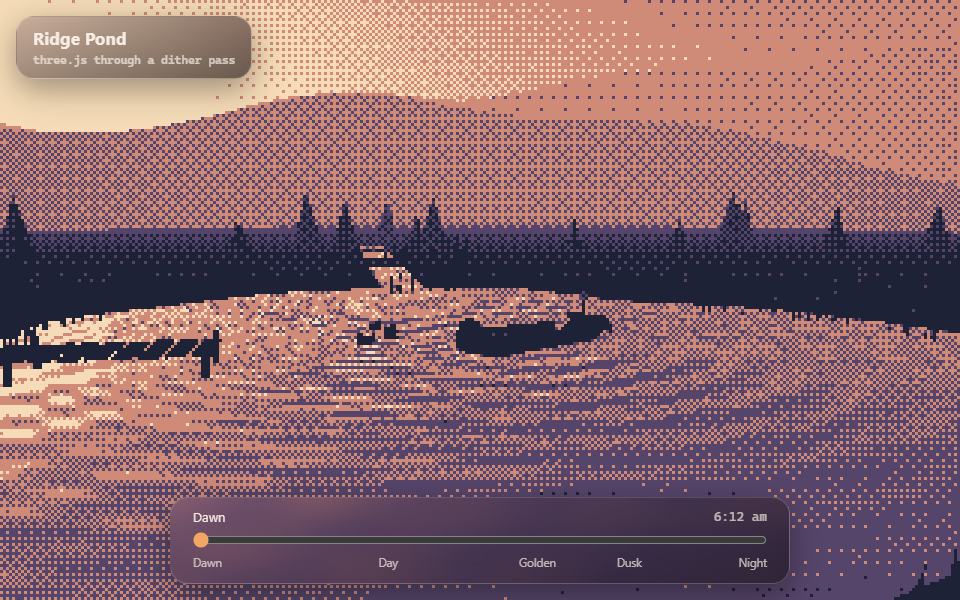 Ridge Pond
three.js through a dither pass
Dawn 6:12 am
Dawn Day Golden Dusk Night